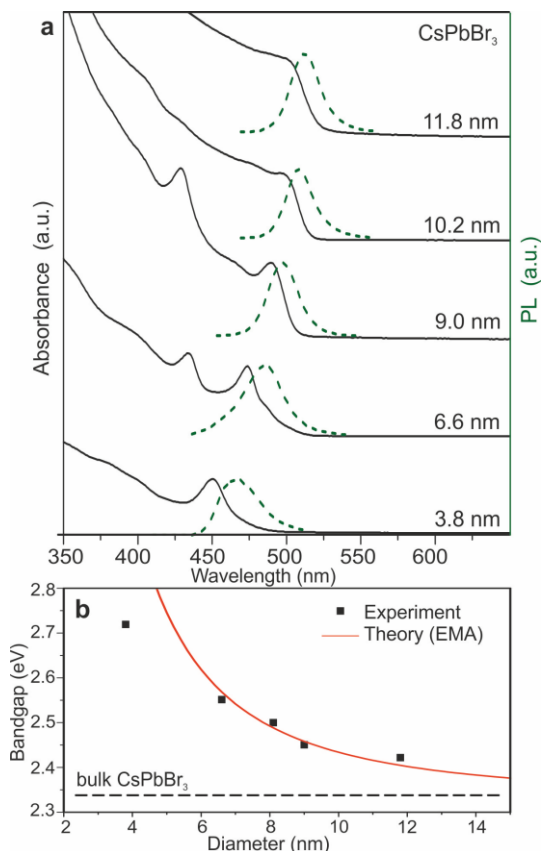 a
CsPbBr₃
11.8 nm
10.2 nm
9.0 nm
6.6 nm
3.8 nm
Absorbance (a.u.)
PL (a.u.)
350 400 450 500 550 600
Wavelength (nm)
b
Experiment
Theory (EMA)
2.8
2.7
2.6
2.5
2.4
2.3
Bandgap (eV)
bulk CsPbBr₃
2 4 6 8 10 12 14
Diameter (nm)